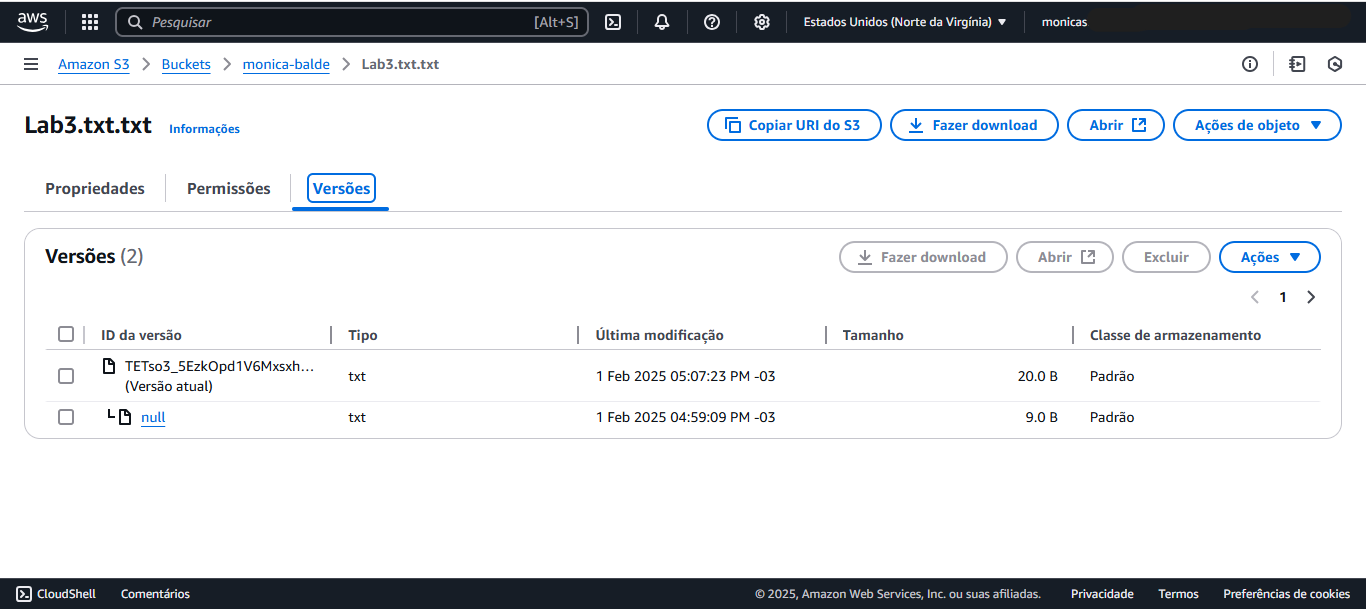 aws Pesquisar [Alt+S] Estados Unidos (Norte da Virgínia) monicas
Amazon S3 Buckets monica-balde Lab3.txt.txt
Lab3.txt.txt Informações Copiar URI do S3 Fazer download Abrir Ações de objeto
Propriedades Permissões Versões
Versões (2) Fazer download Abrir Excluir Ações
1
ID da versão Tipo Última modificação Tamanho Classe de armazenamento
TETso3_5EzkOpd1V6Mxsxh... txt 1 Feb 2025 05:07:23 PM -03 20.0 B Padrão
(Versão atual)
null txt 1 Feb 2025 04:59:09 PM -03 9.0 B Padrão
CloudShell Comentários © 2025, Amazon Web Services, Inc. ou suas afiliadas. Privacidade Termos Preferências de cookies